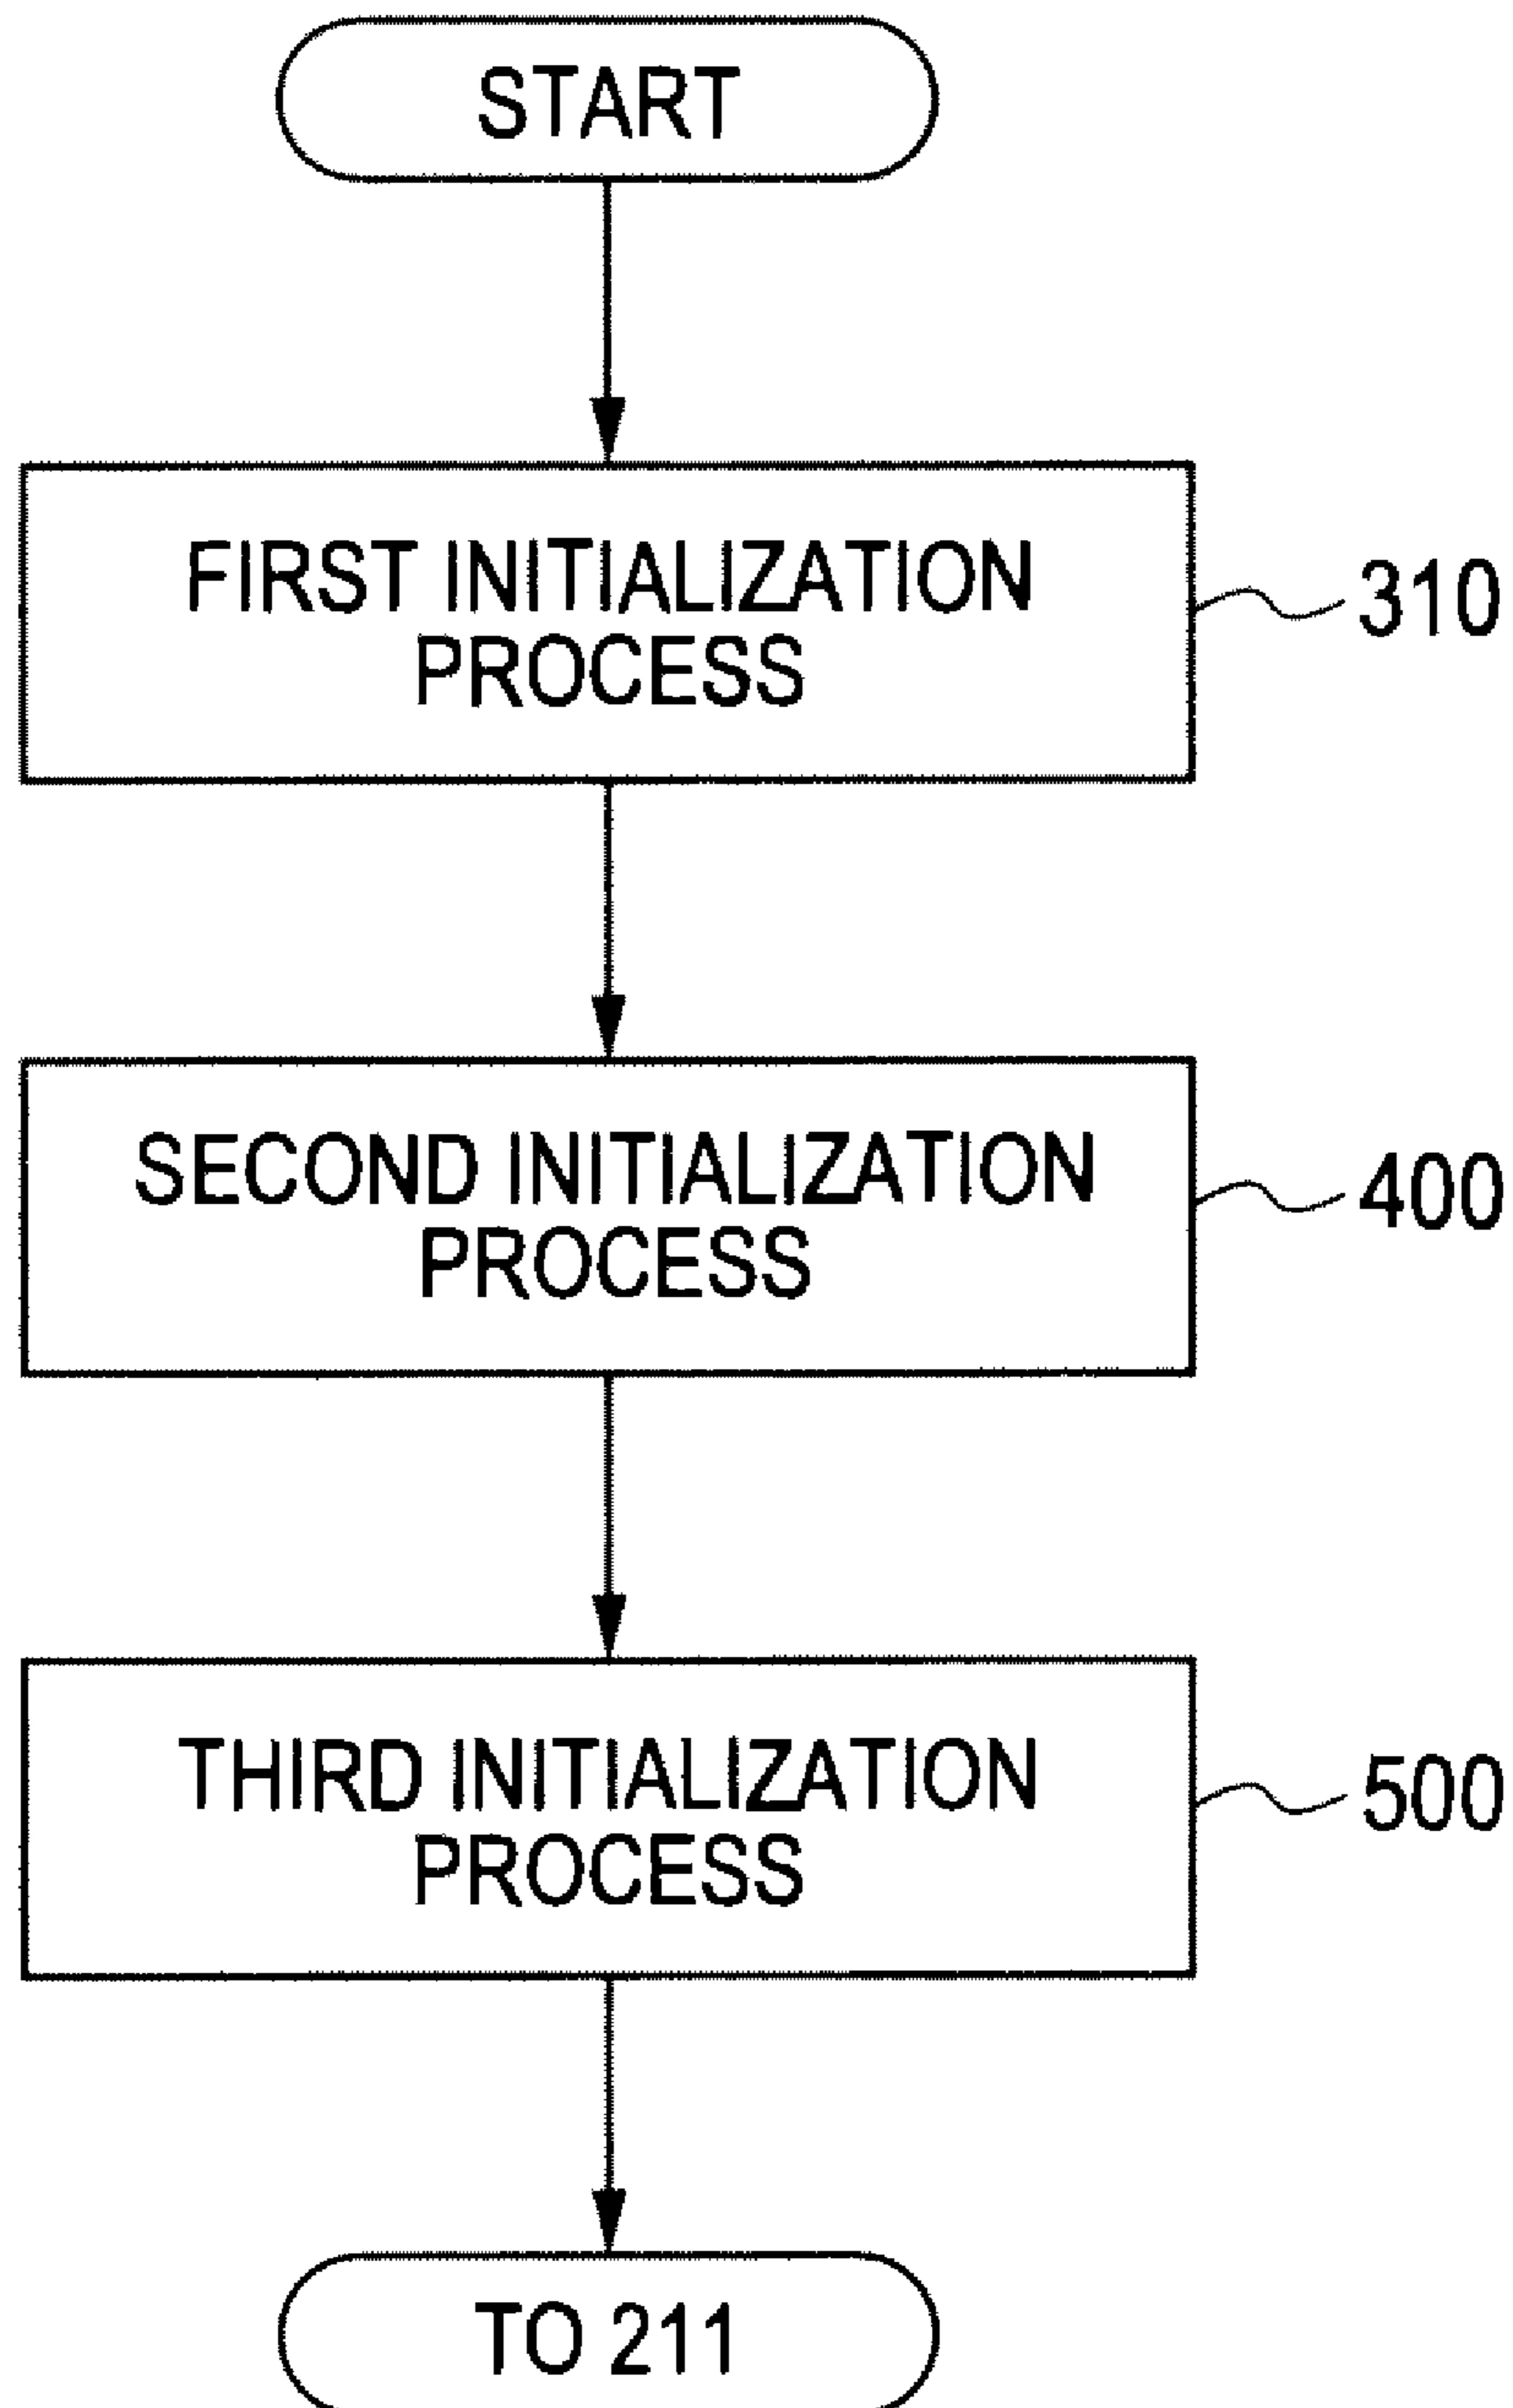 START
FIRST INITIALIZATION
PROCESS
310
SECOND INITIALIZATION
PROCESS
400
THIRD INITIALIZATION
PROCESS
500
TO 211